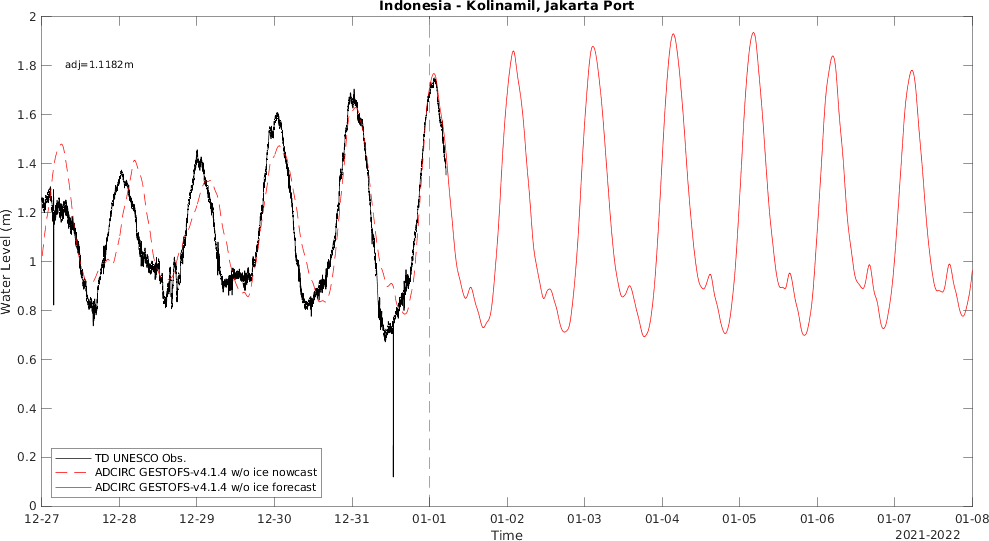 Indonesia - Kolinamil, Jakarta Port
2
1.8
1.6
1.4
1.2
1
0.8
0.6
0.4
0.2
0
Water Level (m)
adj=1.1182m
TD UNESCO Obs.
ADCIRC GESTOFS-v4.1.4 w/o ice nowcast
ADCIRC GESTOFS-v4.1.4 w/o ice forecast
12-27 12-28 12-29 12-30 12-31 01-01 01-02 01-03 01-04 01-05 01-06 01-07 01-08
Time
2021-2022